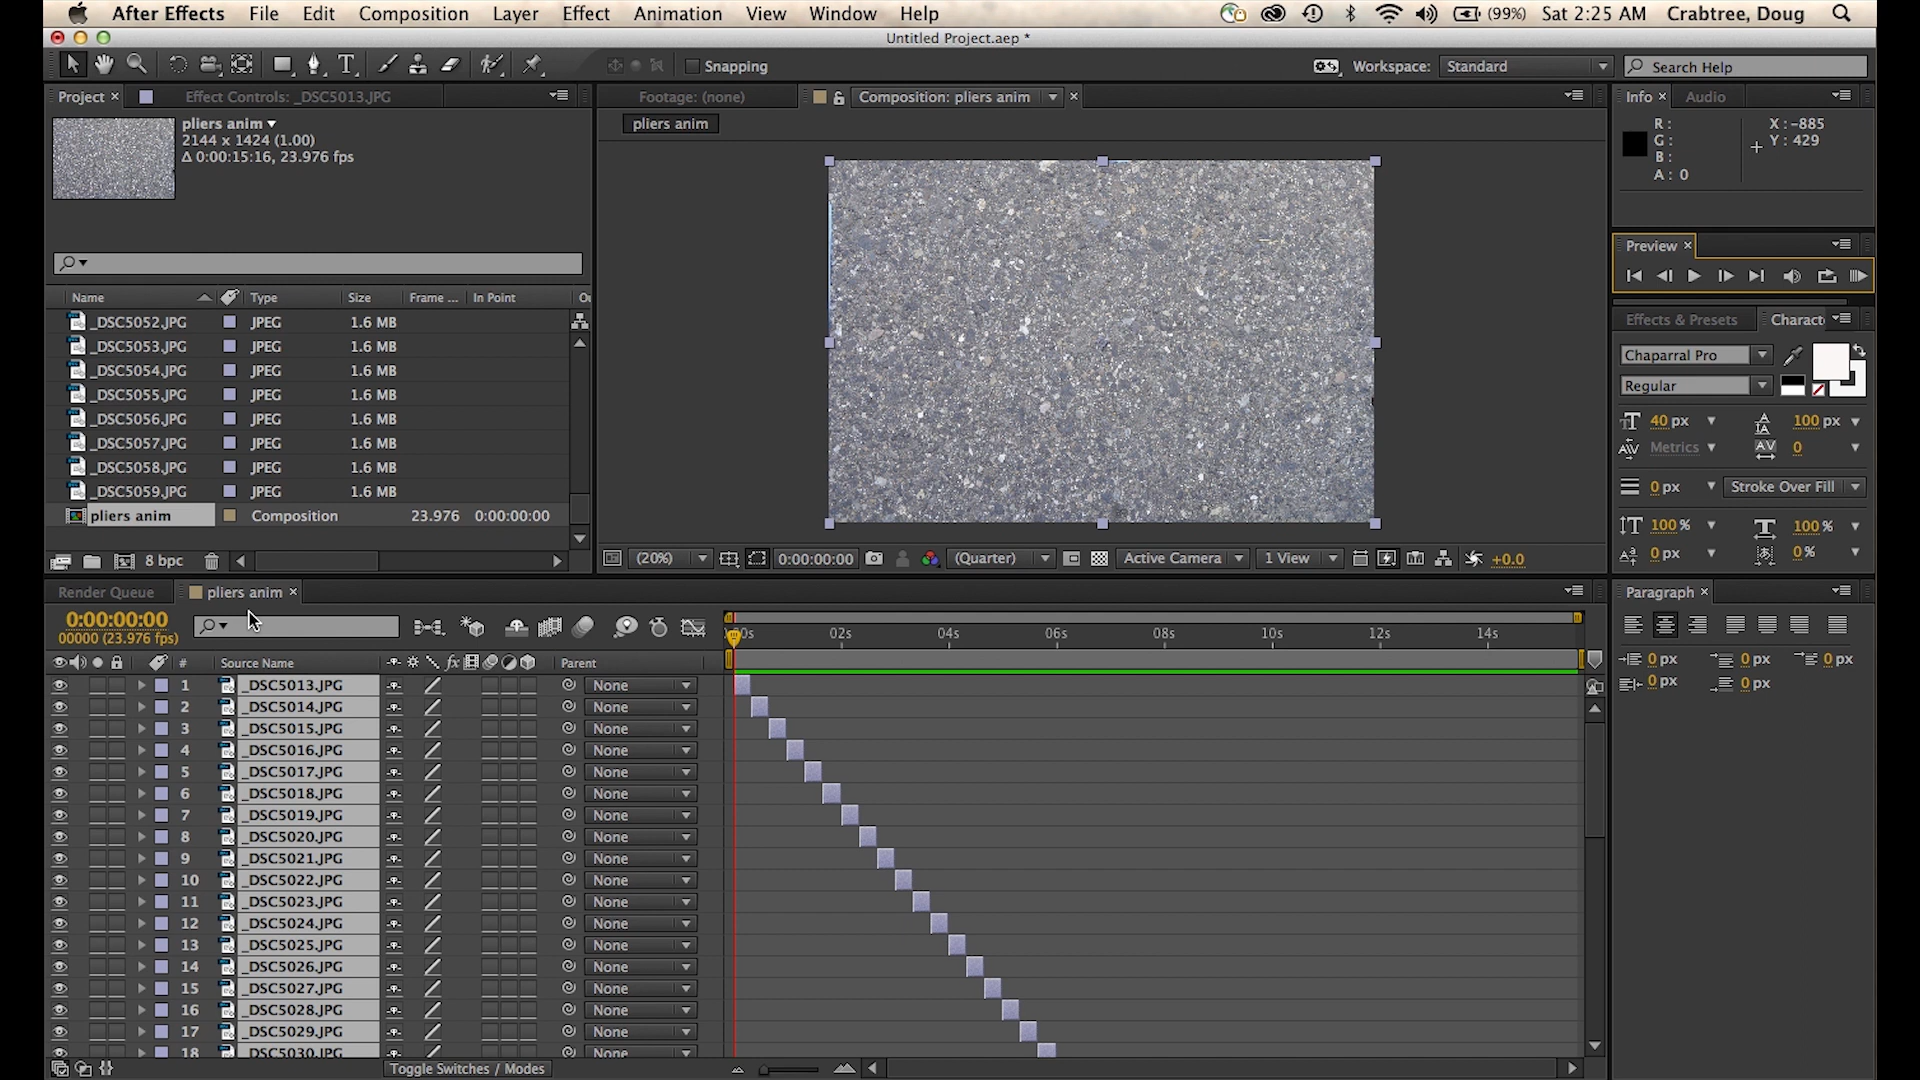 After Effects File Edit Composition Layer Effect Animation View Window Help (99%) Sat 2:25 AM Crabtree, Doug
Untitled Project.aep *
Snapping Workspace: Standard Search Help
Project × Effect Controls: _DSC5013.JPG Footage: (none) Composition: pliers anim × Info × Audio
pliers anim
2144 x 1424 (1.00)
Δ 0:00:15:16, 23.976 fps
pliers anim
R: X: -885
G: Y: 429
B:
A: 0
Preview ×
Name Type Size Frame ... In Point
_DSC5052.JPG JPEG 1.6 MB
_DSC5053.JPG JPEG 1.6 MB
_DSC5054.JPG JPEG 1.6 MB
_DSC5055.JPG JPEG 1.6 MB
_DSC5056.JPG JPEG 1.6 MB
_DSC5057.JPG JPEG 1.6 MB
_DSC5058.JPG JPEG 1.6 MB
_DSC5059.JPG JPEG 1.6 MB
pliers anim Composition 23.976 0:00:00:00
8 bpc
(20%) 0:00:00:00 (Quarter) Active Camera 1 View +0.0
Effects & Presets Charact
Chaparral Pro
Regular
40 px 100 px
Metrics 0
0 px Stroke Over Fill
100 % 100 %
0 px 0 %
Render Queue pliers anim ×
0:00:00:00
00000 (23.976 fps)
02s 04s 06s 08s 10s 12s 14s
# Source Name fx Parent
1 _DSC5013.JPG None
2 _DSC5014.JPG None
3 _DSC5015.JPG None
4 _DSC5016.JPG None
5 _DSC5017.JPG None
6 _DSC5018.JPG None
7 _DSC5019.JPG None
8 _DSC5020.JPG None
9 _DSC5021.JPG None
10 _DSC5022.JPG None
11 _DSC5023.JPG None
12 _DSC5024.JPG None
13 _DSC5025.JPG None
14 _DSC5026.JPG None
15 _DSC5027.JPG None
16 _DSC5028.JPG None
17 _DSC5029.JPG None
18 _DSC5030.JPG None
Toggle Switches / Modes
Paragraph ×
0 px 0 px 0 px
0 px 0 px